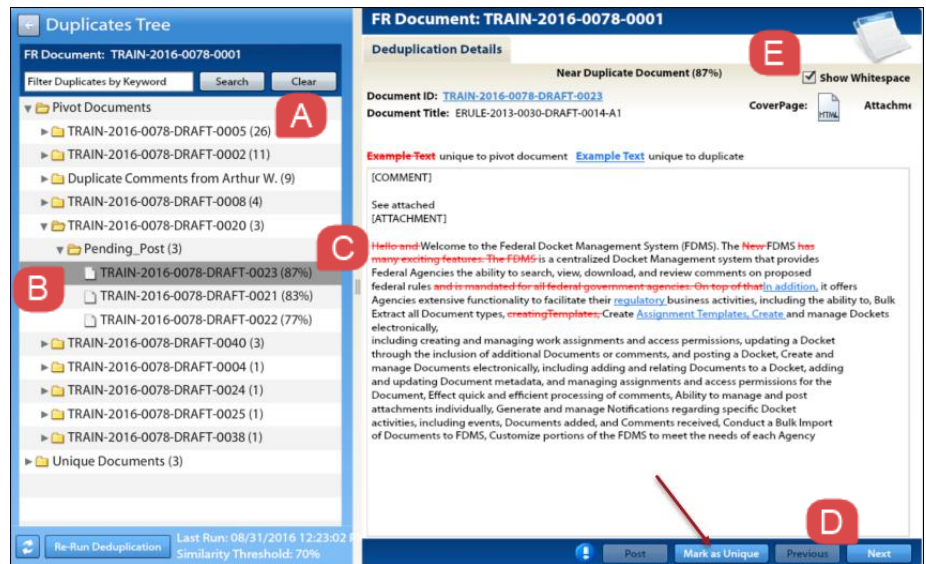 Duplicates Tree
FR Document: TRAIN-2016-0078-0001
Filter Duplicates by Keyword Search Clear
A
Pivot Documents
TRAIN-2016-0078-DRAFT-0005 (26)
TRAIN-2016-0078-DRAFT-0002 (11)
Duplicate Comments from Arthur W. (9)
TRAIN-2016-0078-DRAFT-0008 (4)
TRAIN-2016-0078-DRAFT-0020 (3)
Pending_Post (3)
C
B
TRAIN-2016-0078-DRAFT-0023 (87%)
TRAIN-2016-0078-DRAFT-0021 (83%)
TRAIN-2016-0078-DRAFT-0022 (77%)
TRAIN-2016-0078-DRAFT-0040 (3)
TRAIN-2016-0078-DRAFT-0004 (1)
TRAIN-2016-0078-DRAFT-0024 (1)
TRAIN-2016-0078-DRAFT-0025 (1)
TRAIN-2016-0078-DRAFT-0038 (1)
Unique Documents (3)
Re-Run Deduplication
Last Run: 08/31/2016 12:23:02
Similarity Threshold: 70%
FR Document: TRAIN-2016-0078-0001
Deduplication Details
E
Near Duplicate Document (87%)
Show Whitespace
Document ID: TRAIN-2016-0078-DRAFT-0023
Document Title: ERULE-2013-0030-DRAFT-0014-A1
CoverPage: HTML Attachme
Example Text unique to pivot document Example Text unique to duplicate
[COMMENT]
See attached
[ATTACHMENT]
Hello and Welcome to the Federal Docket Management System (FDMS). The New FDMS has
many exciting features. The FDMS is a centralized Docket Management system that provides
Federal Agencies the ability to search, view, download, and review comments on proposed
federal rules and is mandated for all federal government agencies. On top of that In addition, it offers
Agencies extensive functionality to facilitate their regulatory business activities, including the ability to, Bulk
Extract all Document types, creatingTemplates, Create Assignment Templates, Create and manage Dockets
electronically,
including creating and managing work assignments and access permissions, updating a Docket
through the inclusion of additional Documents or comments, and posting a Docket, Create and
manage Documents electronically, including adding and relating Documents to a Docket, adding
and updating Document metadata, and managing assignments and access permissions for the
Document, Effect quick and efficient processing of comments, Ability to manage and post
attachments individually, Generate and manage Notifications regarding specific Docket
activities, including events, Documents added, and Comments received, Conduct a Bulk Import
of Documents to FDMS, Customize portions of the FDMS to meet the needs of each Agency
D
Post Mark as Unique Previous Next